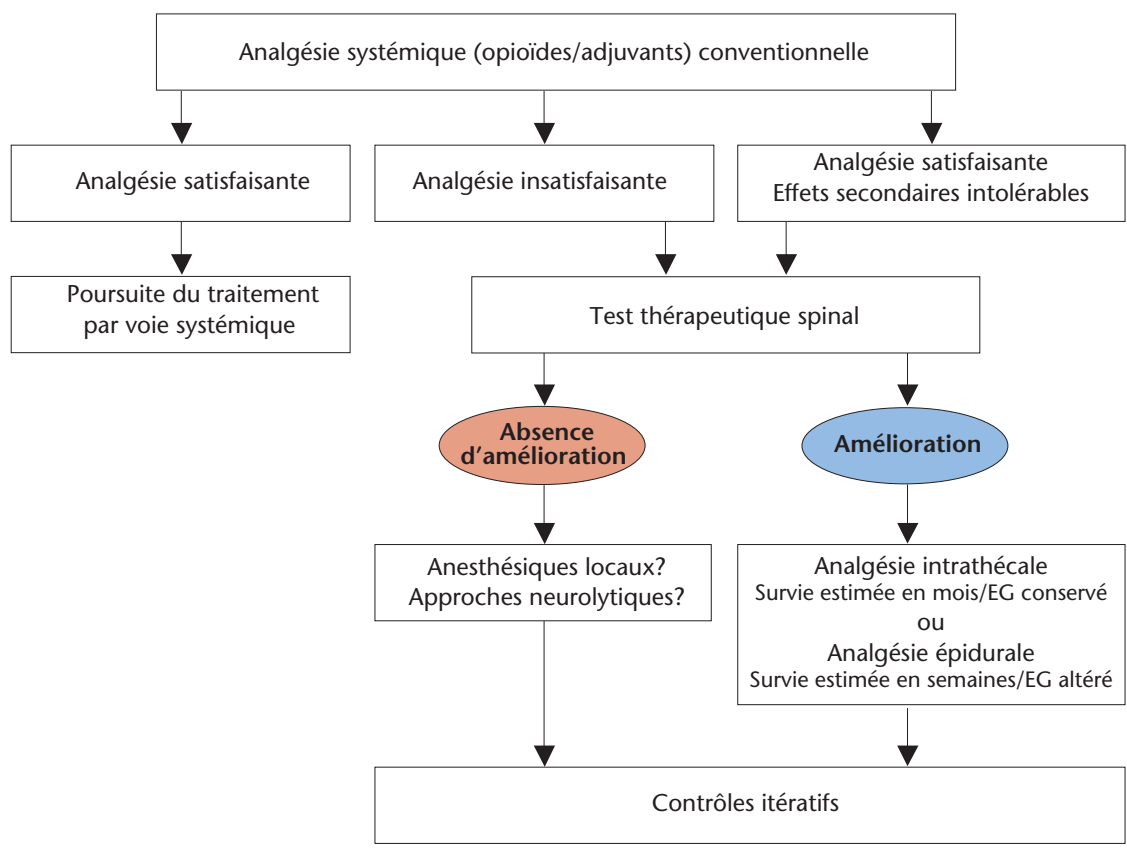 Analgésie systémique (opioïdes/adjuvants) conventionnelle
Analgésie satisfaisante
Analgésie insatisfaisante
Analgésie satisfaisante
Effets secondaires intolérables
Poursuite du traitement
par voie systémique
Test thérapeutique spinal
Absence
d'amélioration
Amélioration
Anesthésiques locaux?
Approches neurolytiques?
Analgésie intrathécale
Survie estimée en mois/EG conservé
ou
Analgésie épidurale
Survie estimée en semaines/EG altéré
Contrôles itératifs